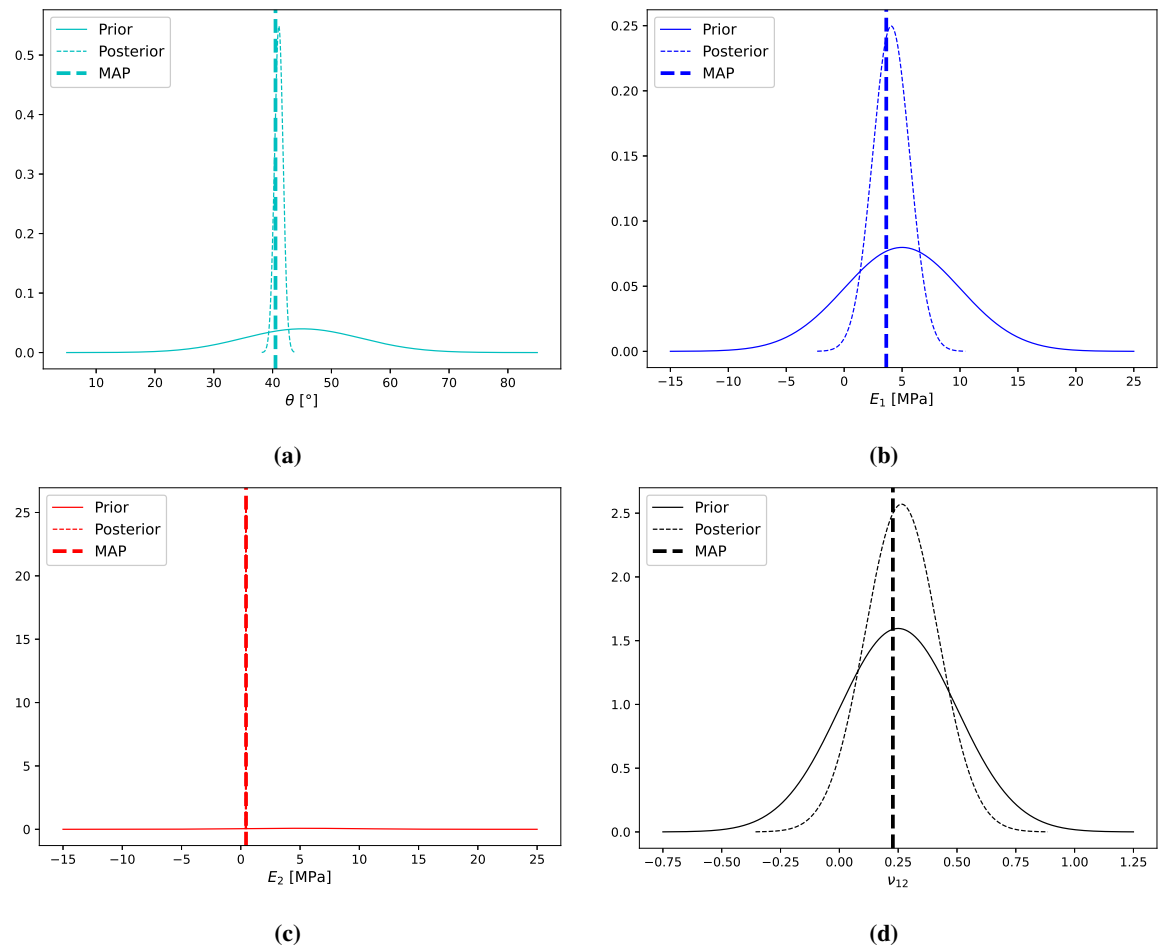 Prior
Posterior
MAP
0.5
0.4
0.3
0.2
0.1
0.0
10 20 30 40 50 60 70 80
θ [°]
(a)
Prior
Posterior
MAP
0.25
0.20
0.15
0.10
0.05
0.00
−15 −10 −5 0 5 10 15 20 25
E₁ [MPa]
(b)
Prior
Posterior
MAP
25
20
15
10
5
0
−15 −10 −5 0 5 10 15 20 25
E₂ [MPa]
(c)
Prior
Posterior
MAP
2.5
2.0
1.5
1.0
0.5
0.0
−0.75 −0.50 −0.25 0.00 0.25 0.50 0.75 1.00 1.25
ν₁₂
(d)